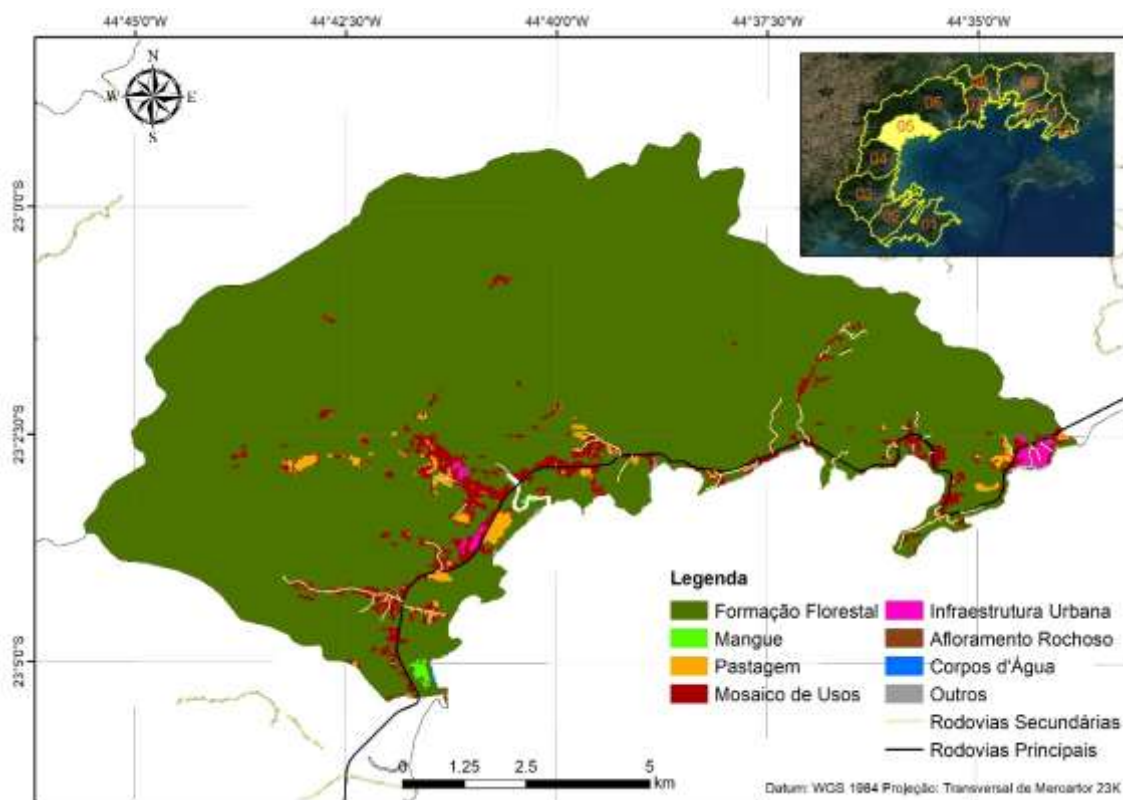 44°45'0"W 44°42'30"W 44°40'0"W 44°37'30"W 44°35'0"W
N
W E
S
05
04
23°0'0"S
23°2'30"S
23°5'0"S
Legenda
Formação Florestal
Mangue
Pastagem
Mosaico de Usos
Infraestrutura Urbana
Afloramento Rochoso
Corpos d'Água
Outros
Rodovias Secundárias
Rodovias Principais
0 1.25 2.5 5
km
Datum: WGS 1984 Projeção: Transversal de Mercartor 23K